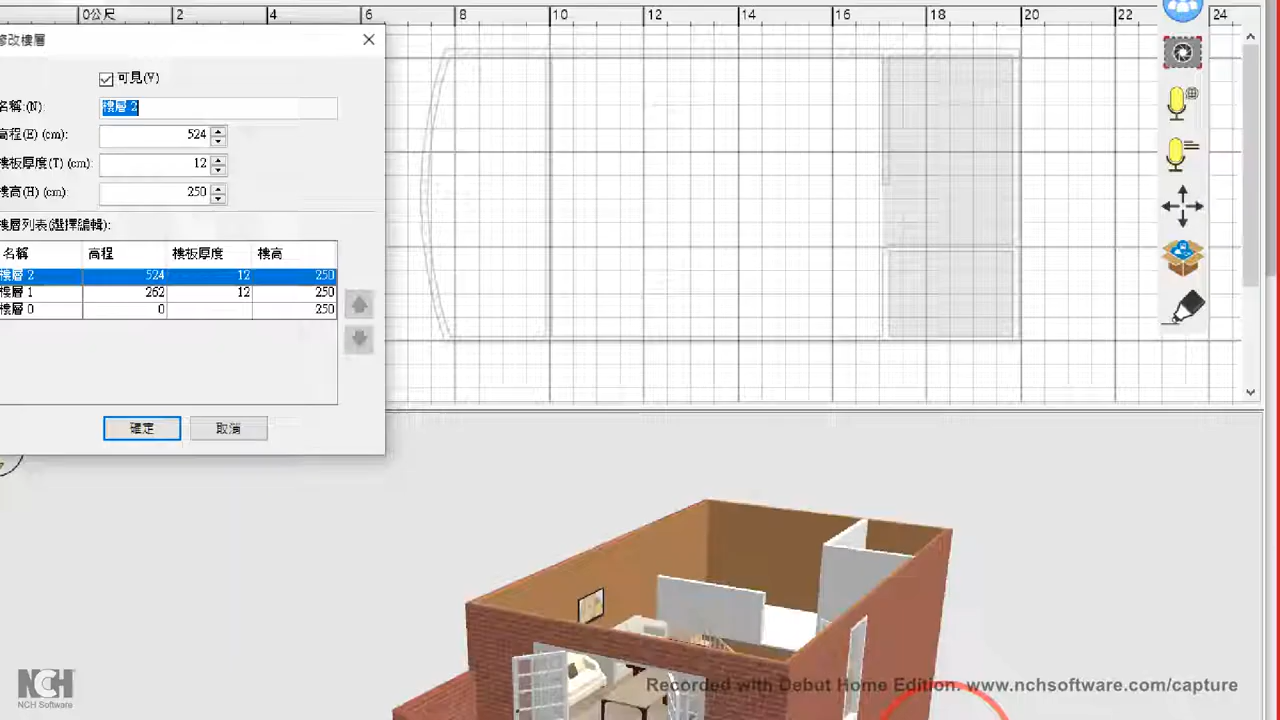 0公尺 2 4 6 8 10 12 14 16 18 20 22 24
修改樓層
可見(V)
名稱:(N):
樓層 2
高程(E) (cm):
524
樓板厚度(T) (cm):
12
樓高(H) (cm):
250
樓層列表(選擇編輯):
名稱 高程 樓板厚度 樓高
樓層 2 524 12 250
樓層 1 262 12 250
樓層 0 0 250
確定 取消
NCH
NCH Software
Recorded with Debut Home Edition. www.nchsoftware.com/capture